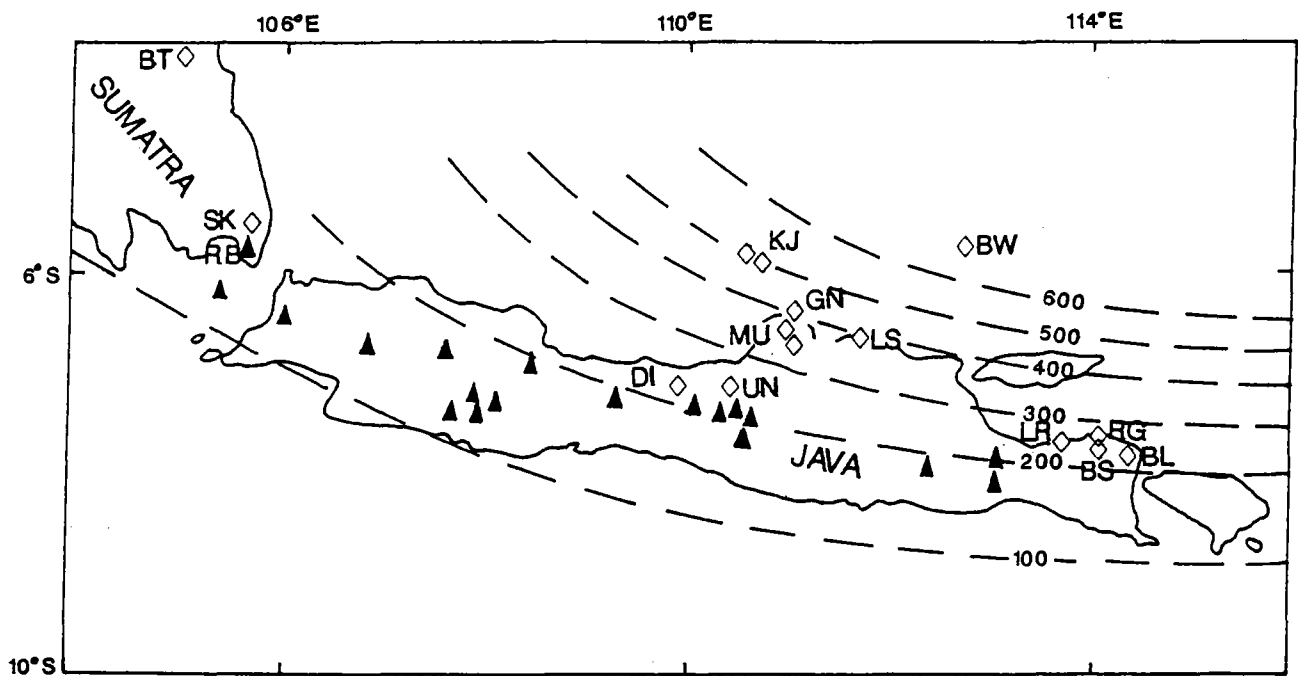 106°E 110°E 114°E
BT
SUMATRA
SK
KJ
BW
RB
6°S
600
GN
500
MU
LS
400
DI
UN
300
LR
RG
JAVA
200
BS
BL
100
10°S